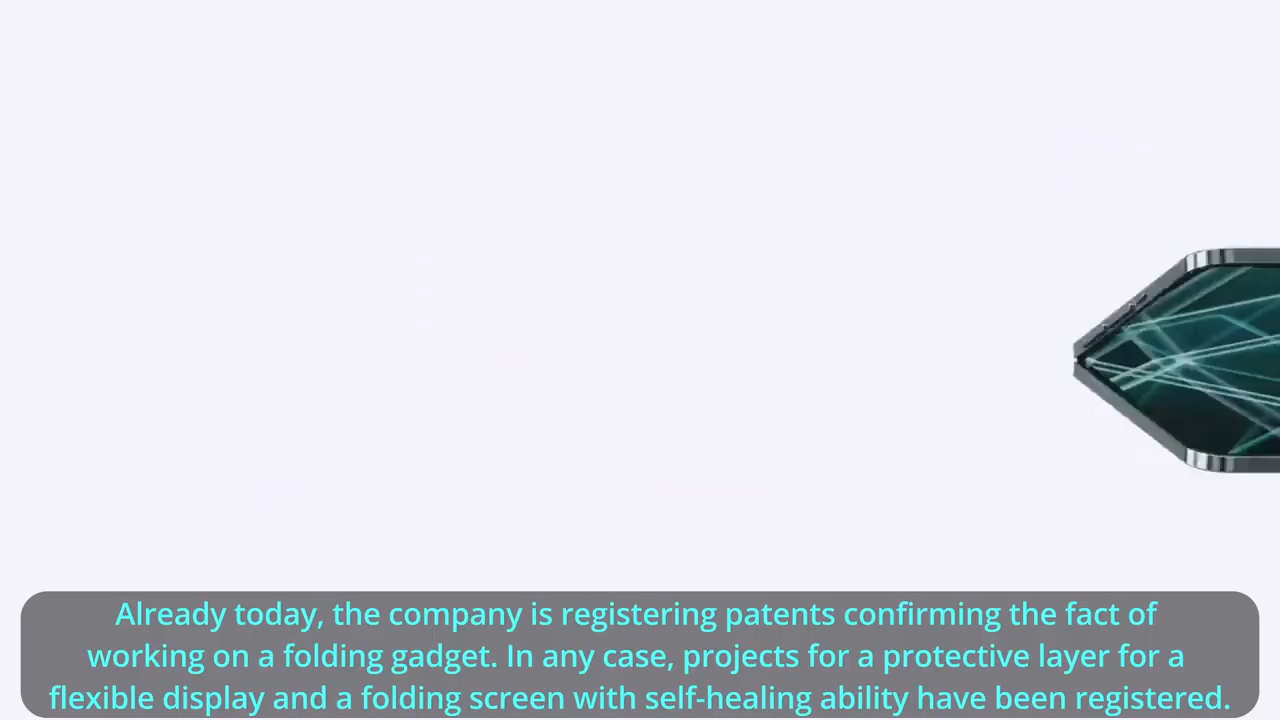 Already today, the company is registering patents confirming the fact of
working on a folding gadget. In any case, projects for a protective layer for a
flexible display and a folding screen with self-healing ability have been registered.